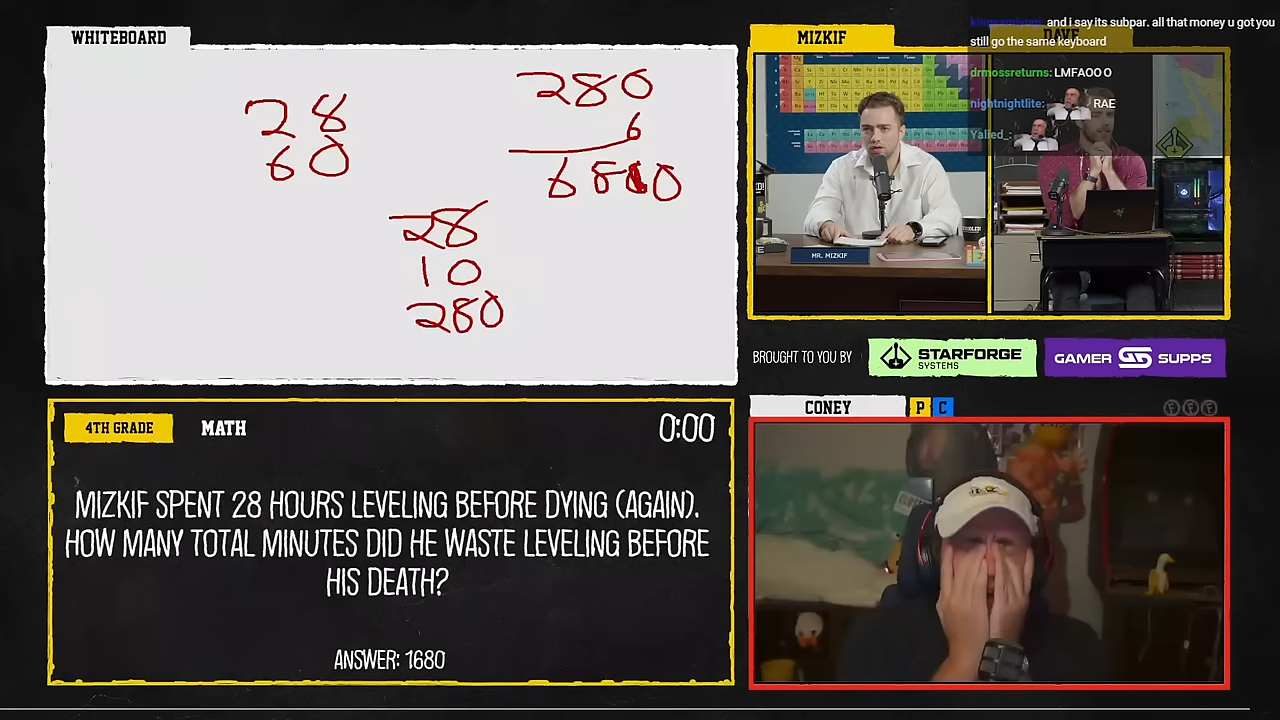 WHITEBOARD
28
60
280
6
28
10
280
MIZKIF
kingsamiyugi: and i say its subpar. all that money u got you
still go the same keyboard
DAVE
drmossreturns: LMFAOO O
nightnightlite: RAE
Yalied_:
MR. MIZKIF
BROUGHT TO YOU BY
STARFORGE
SYSTEMS
GAMER SUPPS
4TH GRADE
MATH
0:00
MIZKIF SPENT 28 HOURS LEVELING BEFORE DYING (AGAIN).
HOW MANY TOTAL MINUTES DID HE WASTE LEVELING BEFORE
HIS DEATH?
ANSWER: 1680
CONEY
P C
F F F